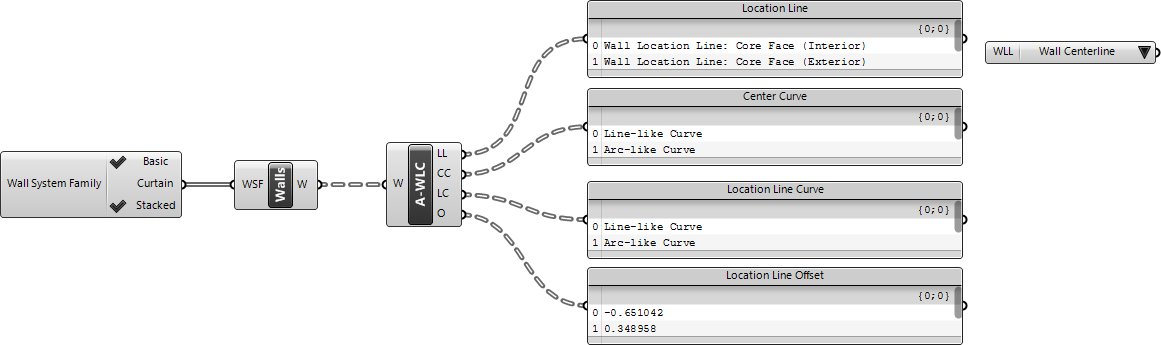 Wall System Family
Basic
Curtain
Stacked
WSF
Walls
W
W
A-WLC
LL
CC
LC
O
Location Line
{0;0}
0 Wall Location Line: Core Face (Interior)
1 Wall Location Line: Core Face (Exterior)
Center Curve
{0;0}
0 Line-like Curve
1 Arc-like Curve
Location Line Curve
{0;0}
0 Line-like Curve
1 Arc-like Curve
Location Line Offset
{0;0}
0 -0.651042
1 0.348958
WLL Wall Centerline